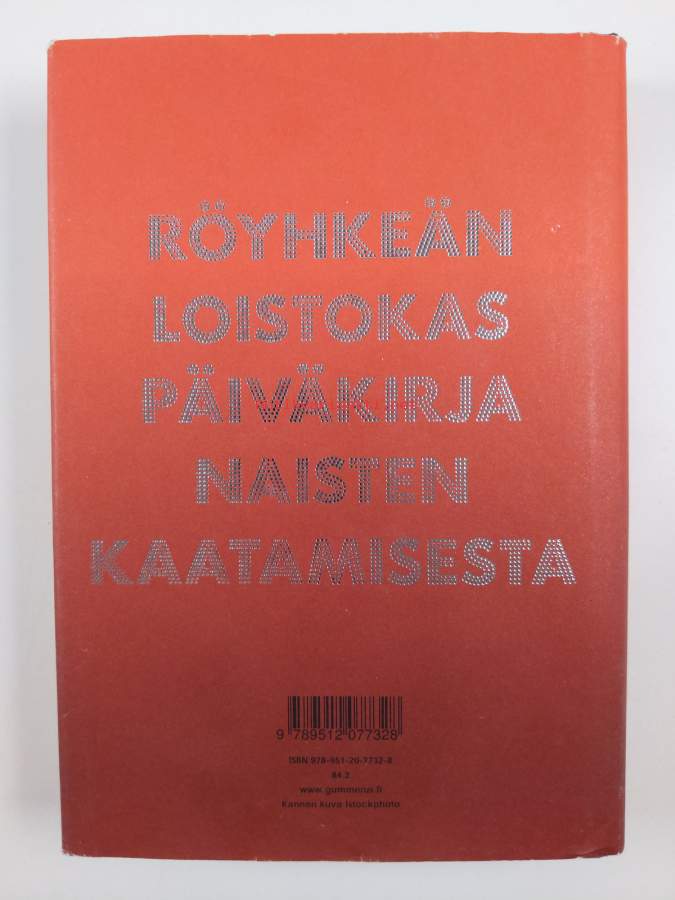 RÖYHKEÄN
LOISTOKAS
PÄIVÄKIRJA
NAISTEN
KAATAMISESTA
9 789512 077328
ISBN 978-951-20-7732-8
84.2
www.gummerus.fi
Kannen kuva Istockphoto